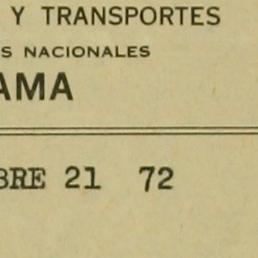 Y TRANSPORTES
S NACIONALES
AMA
BRE 21 72